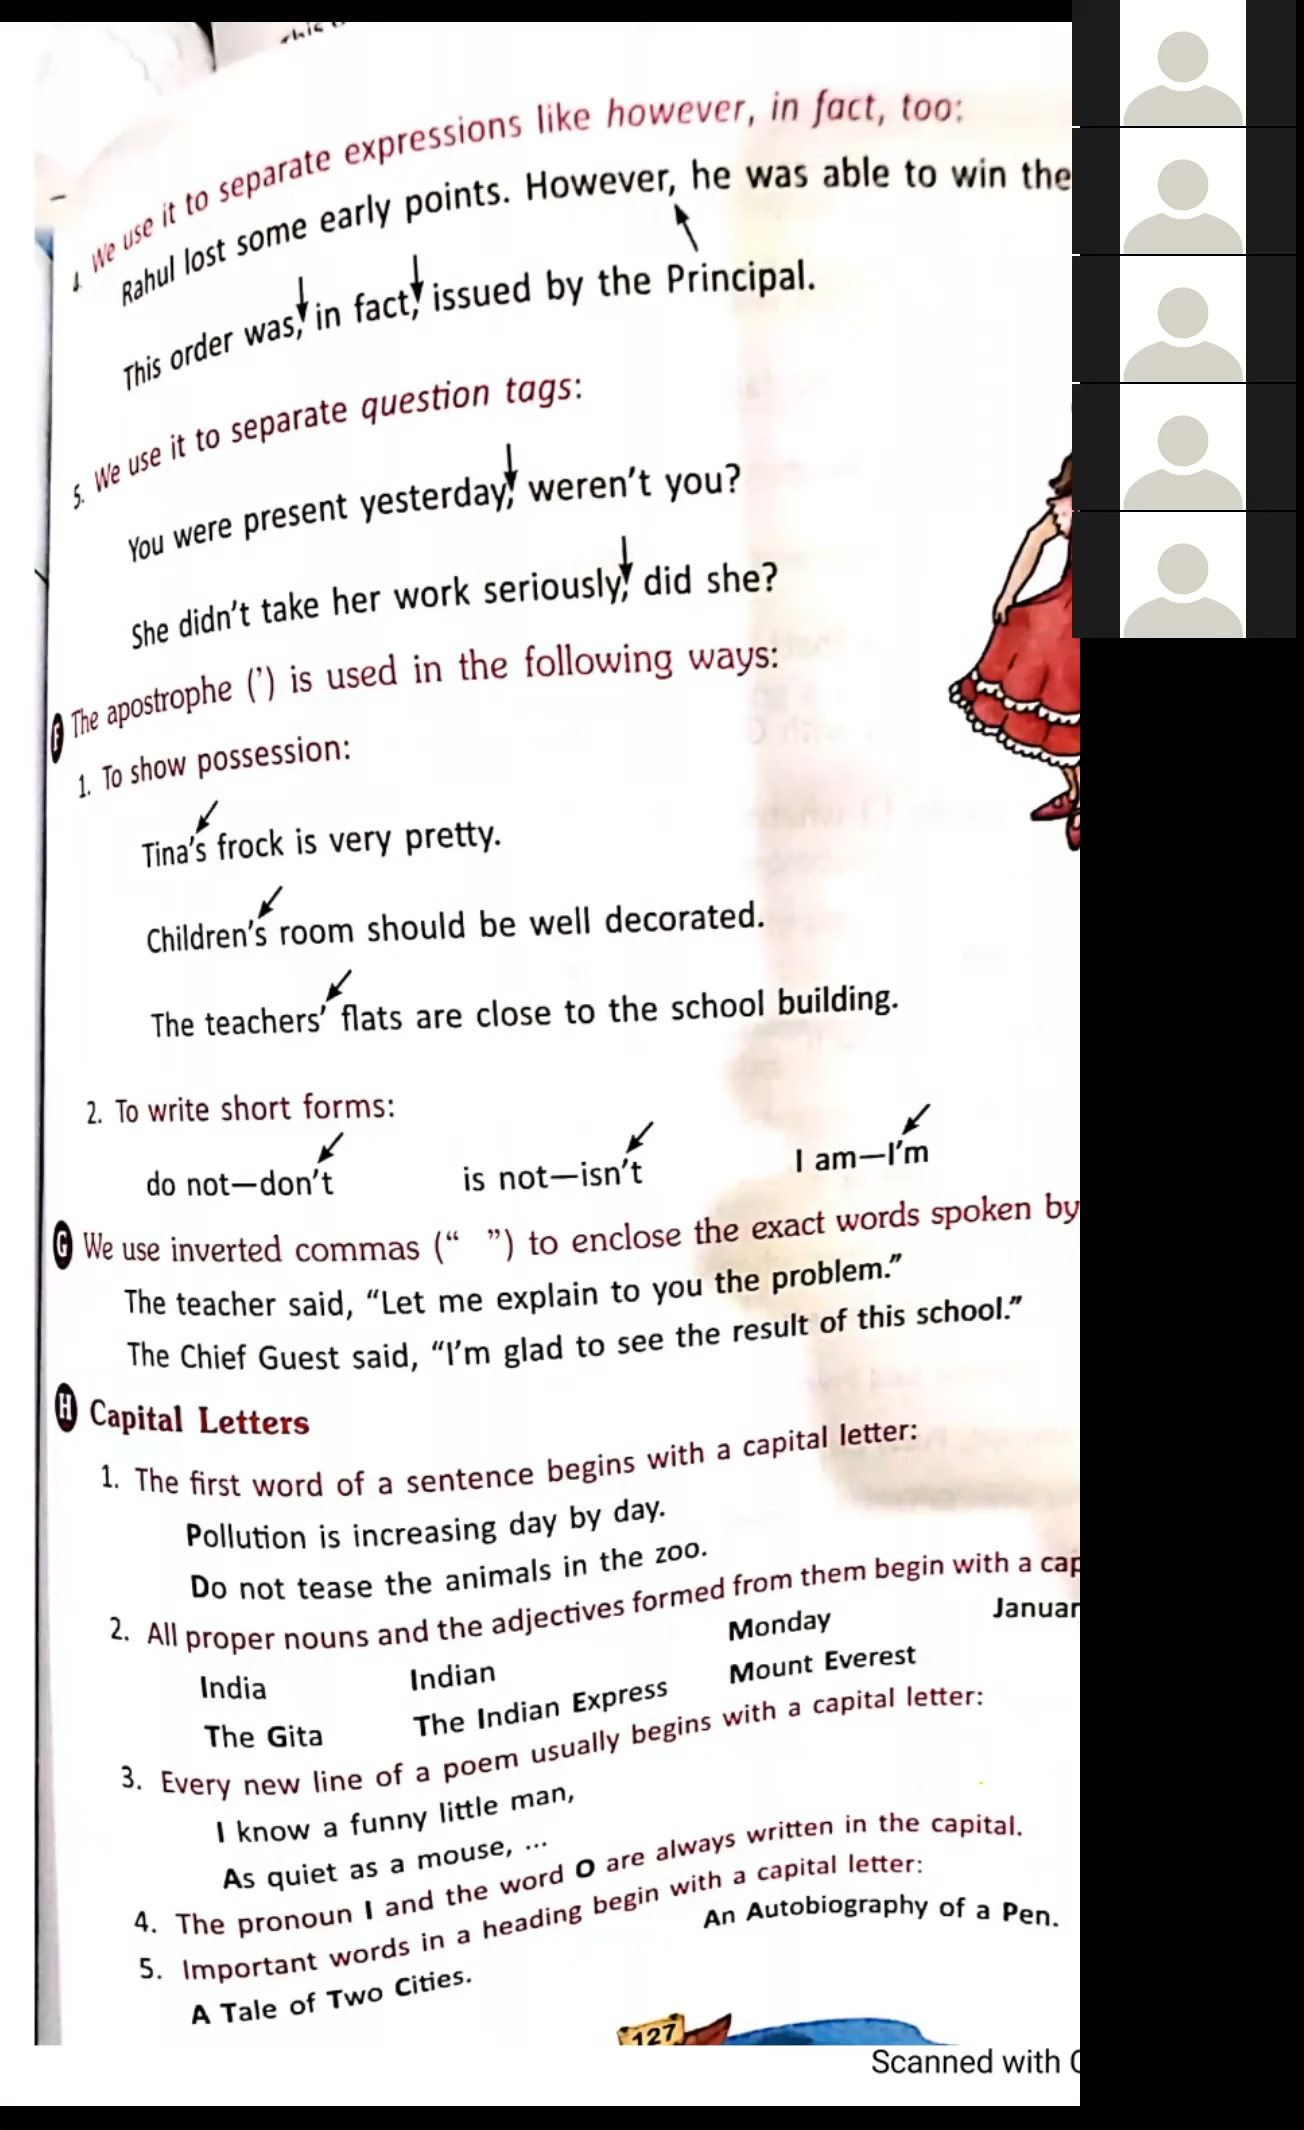 4. We use it to separate expressions like however, in fact, too:
Rahul lost some early points. However, he was able to win the
This order was, in fact, issued by the Principal.
5. We use it to separate question tags:
You were present yesterday, weren't you?
She didn't take her work seriously, did she?
F The apostrophe (’) is used in the following ways:
1. To show possession:
Tina’s frock is very pretty.
Children’s room should be well decorated.
The teachers’ flats are close to the school building.
2. To write short forms:
do not—don’t is not—isn’t I am—I’m
G We use inverted commas (“ ”) to enclose the exact words spoken by
The teacher said, “Let me explain to you the problem.”
The Chief Guest said, “I’m glad to see the result of this school.”
H Capital Letters
1. The first word of a sentence begins with a capital letter:
Pollution is increasing day by day.
Do not tease the animals in the zoo.
2. All proper nouns and the adjectives formed from them begin with a cap
India Indian Monday Januar
The Gita The Indian Express Mount Everest
3. Every new line of a poem usually begins with a capital letter:
I know a funny little man,
As quiet as a mouse, ...
4. The pronoun I and the word O are always written in the capital.
5. Important words in a heading begin with a capital letter:
A Tale of Two Cities. An Autobiography of a Pen.
127
Scanned with C